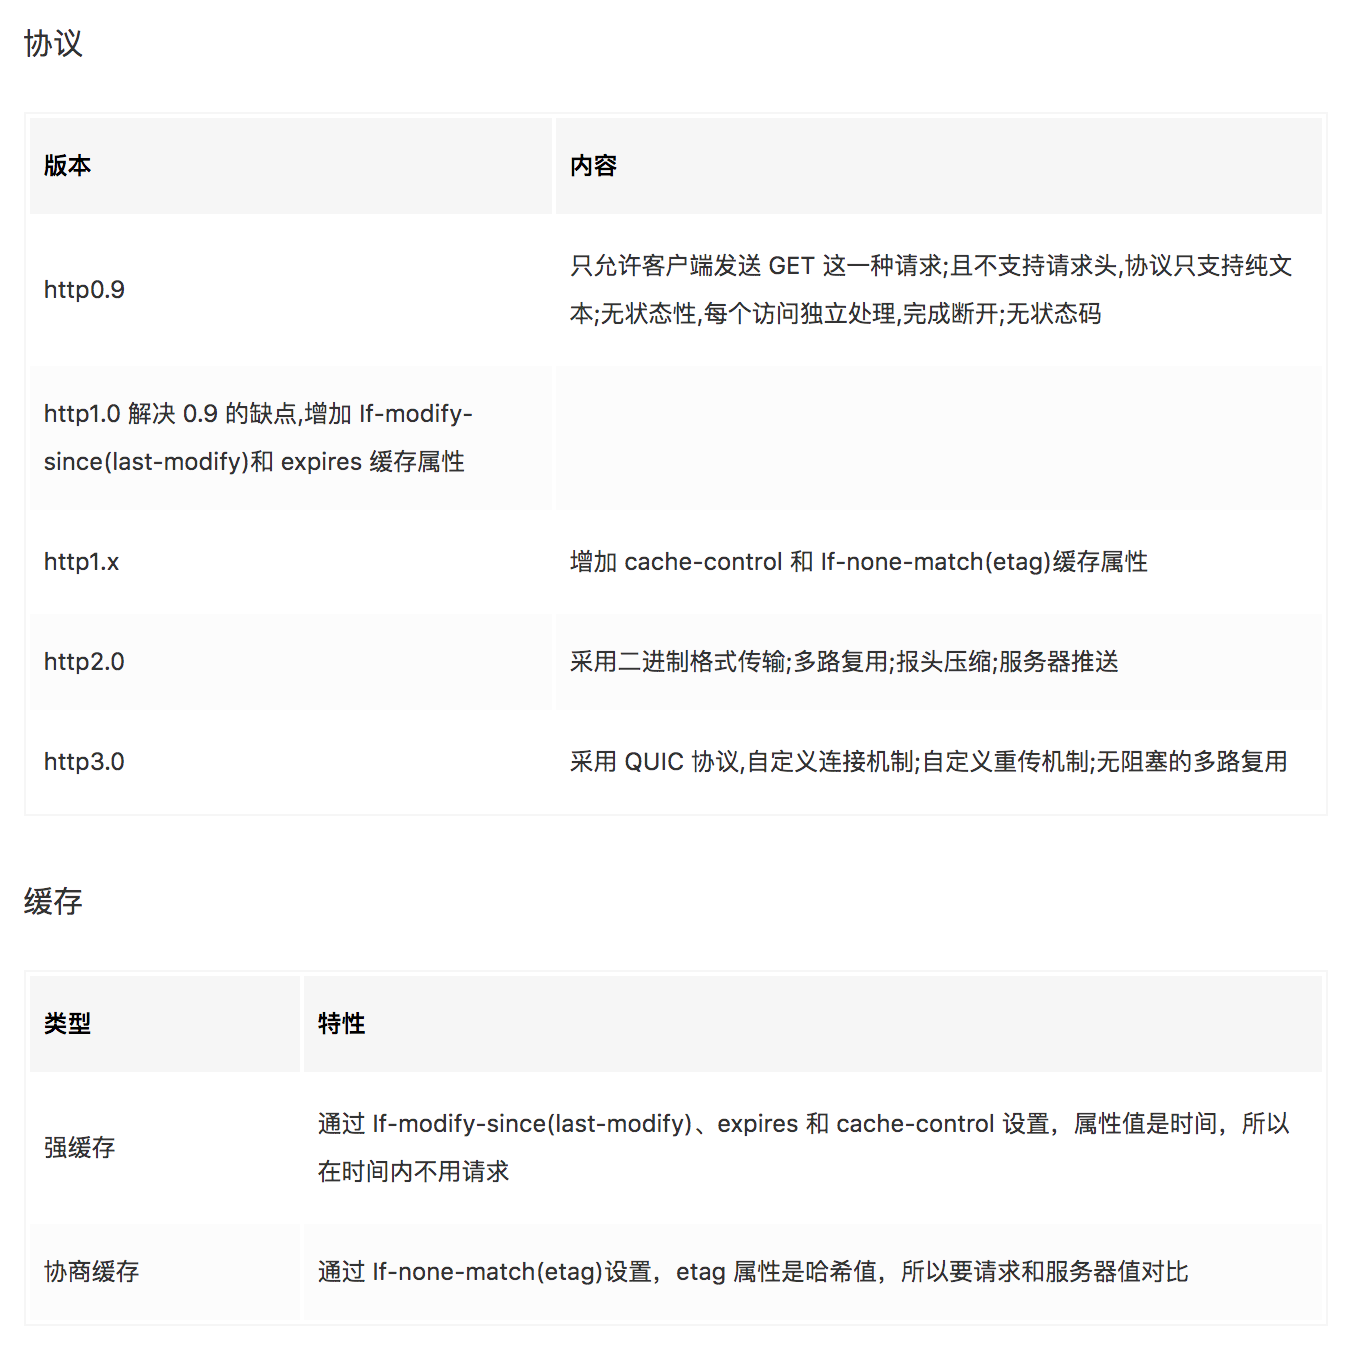 协议
版本 内容
http0.9
只允许客户端发送 GET 这一种请求;且不支持请求头,协议只支持纯文
本;无状态性,每个访问独立处理,完成断开;无状态码
http1.0 解决 0.9 的缺点,增加 If-modify-
since(last-modify)和 expires 缓存属性
http1.x 增加 cache-control 和 If-none-match(etag)缓存属性
http2.0 采用二进制格式传输;多路复用;报头压缩;服务器推送
http3.0 采用 QUIC 协议,自定义连接机制;自定义重传机制;无阻塞的多路复用
缓存
类型 特性
强缓存
通过 If-modify-since(last-modify)、expires 和 cache-control 设置，属性值是时间，所以
在时间内不用请求
协商缓存 通过 If-none-match(etag)设置，etag 属性是哈希值，所以要请求和服务器值对比